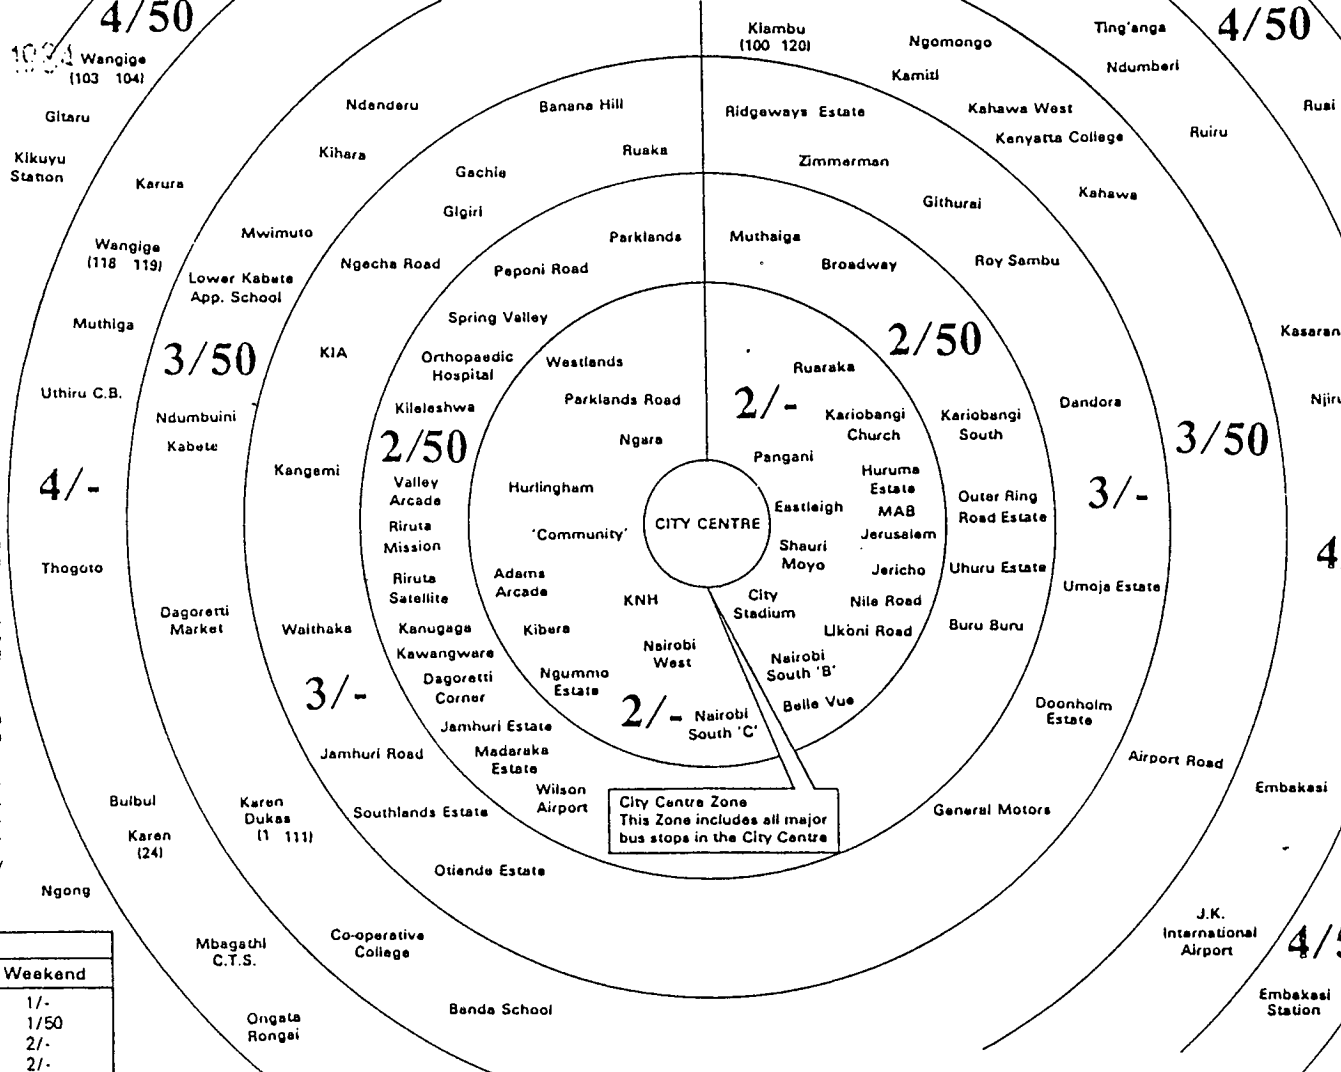 4/50
Wangige
(103 104)
Gitaru
Kikuyu
Station
Karura
Wangige
(118 119)
Muthiga
Uthiru C.B.
4/-
Thogoto
Bulbul
Karen
(24)
Ngong
Ndenderu
Kihara
Mwimuto
Lower Kabete
App. School
3/50
Ndumbuini
Kabete
Dagoretti
Market
Karen
Dukas
(1 111)
Mbagathi
C.T.S.
Ongata
Rongai
Banana Hill
Ruaka
Gachie
Gigiri
Ngecha Road
KIA
Kangemi
Waithaka
3/-
Jamhuri Road
Southlands Estate
Otiende Estate
Co-operative
College
Banda School
Parklands
Peponi Road
Spring Valley
Orthopaedic
Hospital
Kileleshwa
2/50
Valley
Arcade
Riruta
Mission
Riruta
Satellite
Kanugaga
Kawangware
Dagoretti
Corner
Jamhuri Estate
Madaraka
Estate
Wilson
Airport
Westlands
Parklands Road
Ngara
Hurlingham
'Community'
Adams
Arcade
KNH
Kibera
Nairobi
West
Ngummo
Estate
2/-
Nairobi
South 'C'
CITY CENTRE
Ruaraka
2/-
Kariobangi
Church
Pangani
Huruma
Estate
Eastleigh
MAB
Jerusalem
Shauri
Moyo
Jericho
City
Stadium
Nile Road
Likoni Road
Nairobi
South 'B'
Belle Vue
City Centre Zone
This Zone includes all major
bus stops in the City Centre
Muthaiga
Broadway
2/50
Kariobangi
South
Outer Ring
Road Estate
Uhuru Estate
Buru Buru
Ridgeways Estate
Zimmerman
Githurai
Roy Sambu
Dandora
3/-
Umoja Estate
Doonholm
Estate
General Motors
Kiambu
(100 120)
Ngomongo
Kamiti
Kahawa West
Kenyatta College
Kahawa
3/50
Airport Road
Ting'anga
Ndumberi
Ruiru
4/50
Ruai
Kasaran
Njiru
4
Embakasi
J.K.
International
Airport
4/5
Embakasi
Station
Weekend
1/-
1/50
2/-
2/-